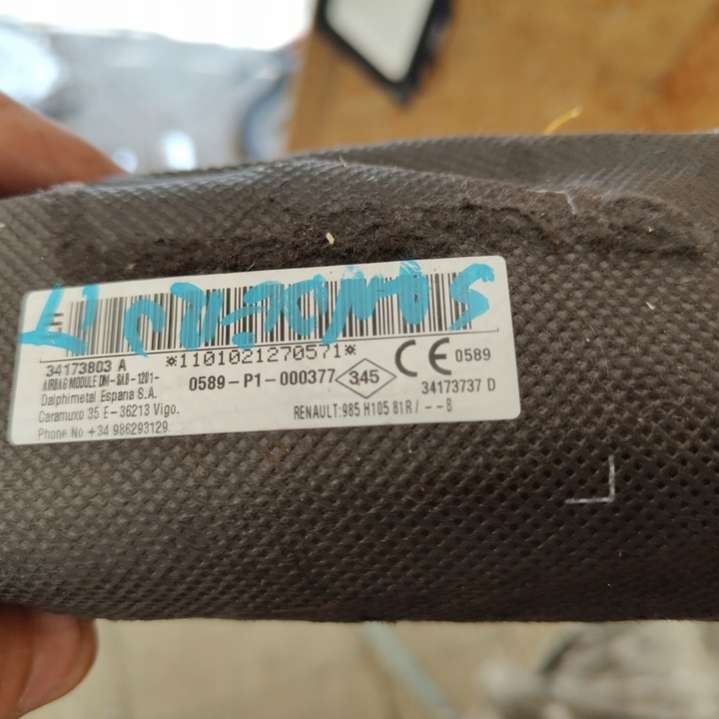 34173803 A
*1101021270571*
AIRBAG MODULE DM-BAB-1201-
Dalphimetal Espana S.A.
Caramuxo 35 E-36213 Vigo.
Phone No +34 986293129
0589-P1-000377
345
CE 0589
34173737 D
RENAULT:985 H105 81R/--B